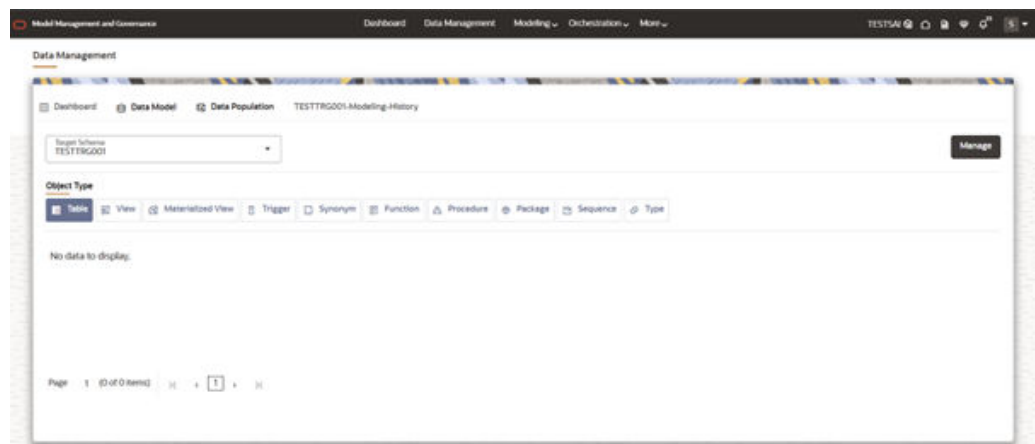 Model Management and Governance Dashboard Data Management Modeling Orchestration More TESTSAI S
Data Management
Dashboard Data Model Data Population TESTTRG001-Modeling-History
Target Schema
TESTTRG001
Manage
Object Type
Table View Materialized View Trigger Synonym Function Procedure Package Sequence Type
No data to display.
Page 1 (0 of 0 items) 1